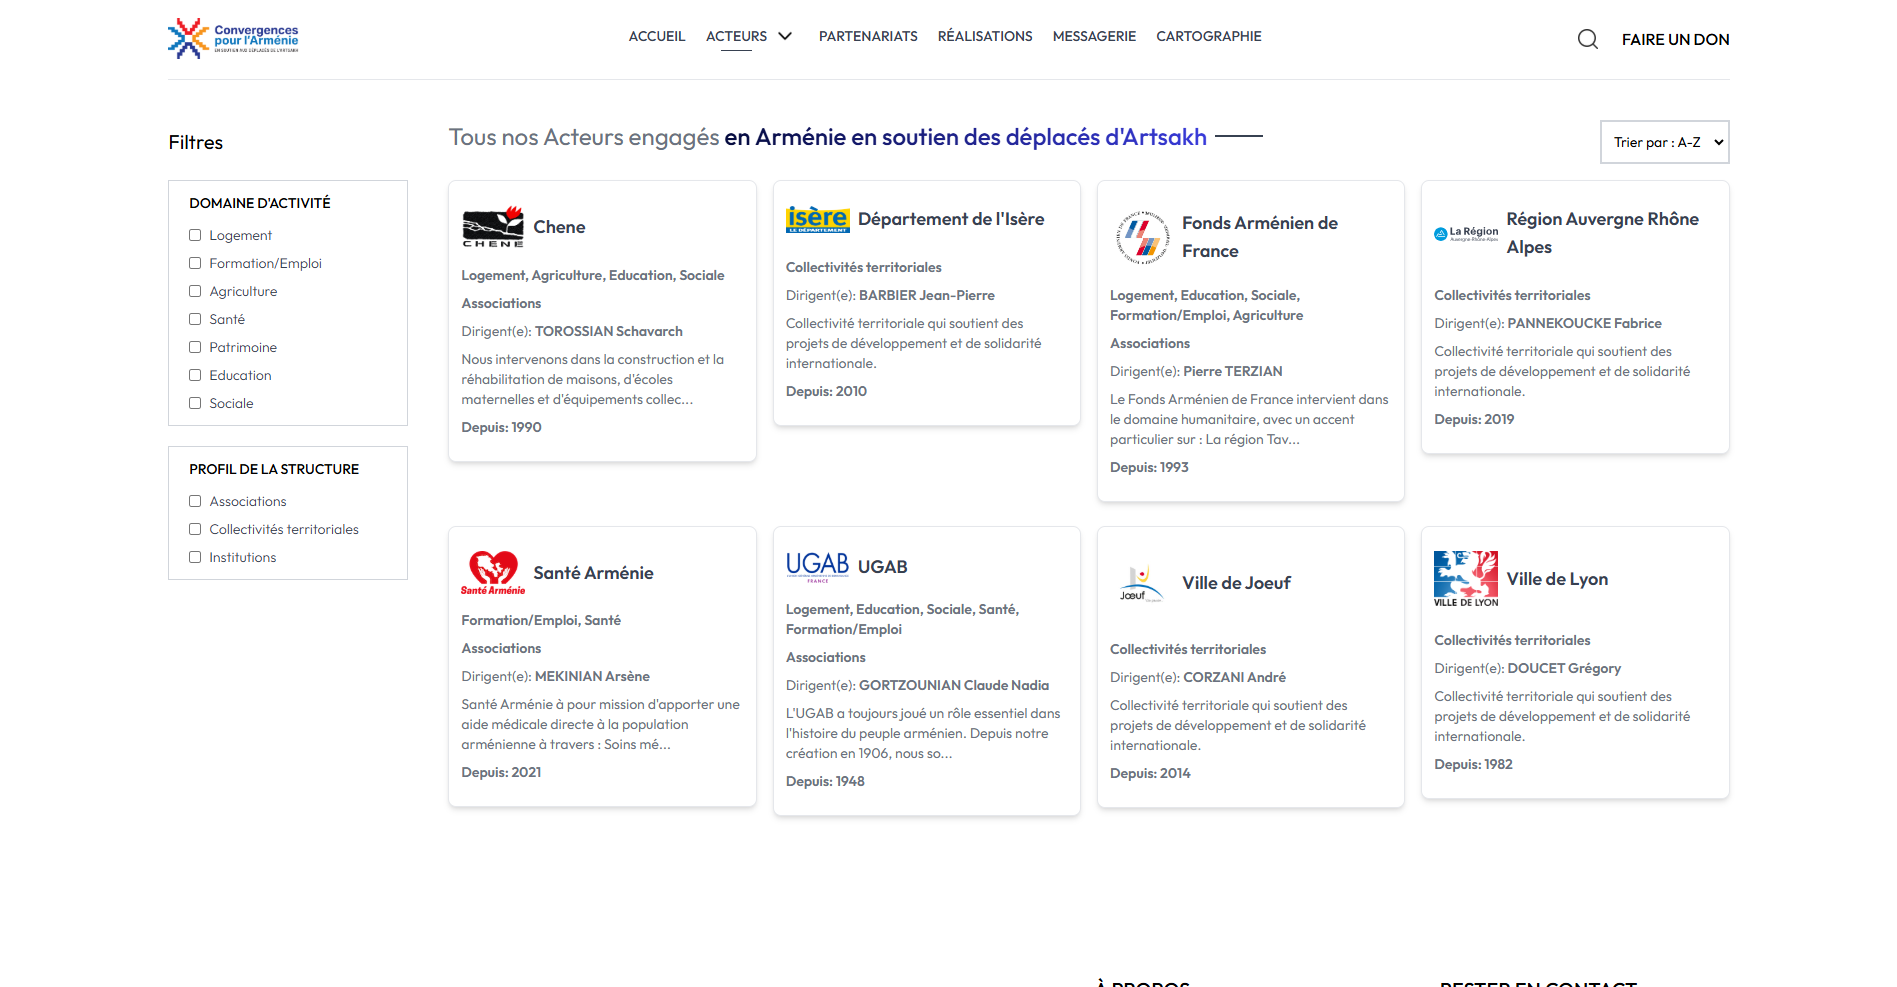 Convergences
pour l'Arménie
EN SOUTIEN AUX DÉPLACÉS DE L'ARTSAKH
ACCUEIL
ACTEURS
PARTENARIATS
RÉALISATIONS
MESSAGERIE
CARTOGRAPHIE
FAIRE UN DON
Filtres
DOMAINE D'ACTIVITÉ
Logement
Formation/Emploi
Agriculture
Santé
Patrimoine
Education
Sociale
PROFIL DE LA STRUCTURE
Associations
Collectivités territoriales
Institutions
Tous nos Acteurs engagés en Arménie en soutien des déplacés d'Artsakh
Trier par : A-Z
CHENE
Chene
Logement, Agriculture, Education, Sociale
Associations
Dirigent(e): TOROSSIAN Schavarch
Nous intervenons dans la construction et la
réhabilitation de maisons, d'écoles
maternelles et d'équipements collec...
Depuis: 1990
isère
LE DÉPARTEMENT
Département de l'Isère
Collectivités territoriales
Dirigent(e): BARBIER Jean-Pierre
Collectivité territoriale qui soutient des
projets de développement et de solidarité
internationale.
Depuis: 2010
Fonds Arménien de
France
Logement, Education, Sociale,
Formation/Emploi, Agriculture
Associations
Dirigent(e): Pierre TERZIAN
Le Fonds Arménien de France intervient dans
le domaine humanitaire, avec un accent
particulier sur : La région Tav...
Depuis: 1993
La Région
Auvergne-Rhône-Alpes
Région Auvergne Rhône
Alpes
Collectivités territoriales
Dirigent(e): PANNEKOUCKE Fabrice
Collectivité territoriale qui soutient des
projets de développement et de solidarité
internationale.
Depuis: 2019
Santé Arménie
Santé Arménie
Formation/Emploi, Santé
Associations
Dirigent(e): MEKINIAN Arsène
Santé Arménie à pour mission d'apporter une
aide médicale directe à la population
arménienne à travers : Soins mé...
Depuis: 2021
UGAB
FRANCE
UGAB
Logement, Education, Sociale, Santé,
Formation/Emploi
Associations
Dirigent(e): GORTZOUNIAN Claude Nadia
L'UGAB a toujours joué un rôle essentiel dans
l'histoire du peuple arménien. Depuis notre
création en 1906, nous so...
Depuis: 1948
Jœuf
Ville de Joeuf
Collectivités territoriales
Dirigent(e): CORZANI André
Collectivité territoriale qui soutient des
projets de développement et de solidarité
internationale.
Depuis: 2014
VILLE DE LYON
Ville de Lyon
Collectivités territoriales
Dirigent(e): DOUCET Grégory
Collectivité territoriale qui soutient des
projets de développement et de solidarité
internationale.
Depuis: 1982
À PROPOS
RESTER EN CONTACT